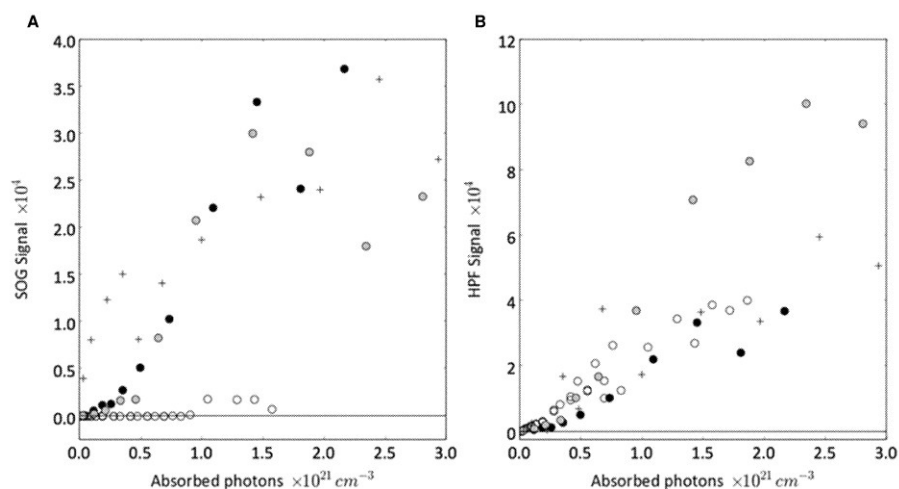 A
B
4.0
3.5
3.0
2.5
2.0
1.5
1.0
0.5
0.0
SOG Signal ×10⁴
0.0 0.5 1.0 1.5 2.0 2.5 3.0
Absorbed photons ×10²¹ cm⁻³
12
10
8
6
4
2
0
HPF Signal ×10⁴
0.0 0.5 1.0 1.5 2.0 2.5 3.0
Absorbed photons ×10²¹ cm⁻³